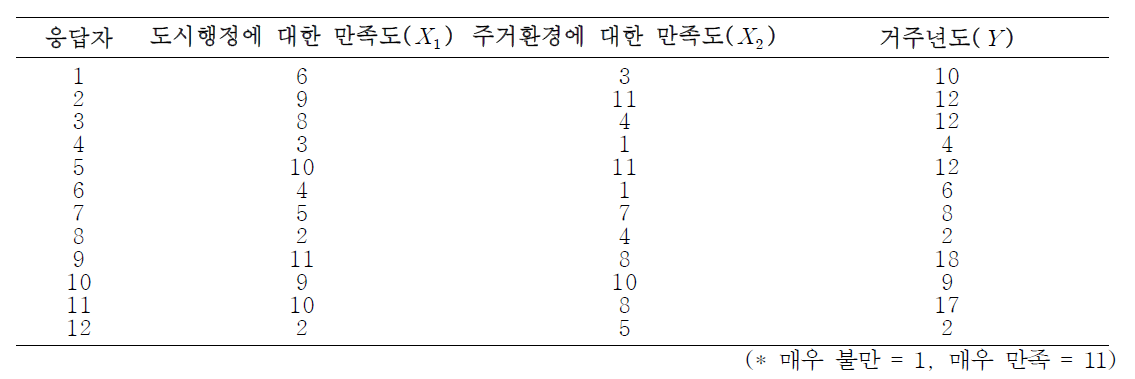 응답자 도시행정에 대한 만족도(X₁) 주거환경에 대한 만족도(X₂) 거주년도(Y)
1 6 3 10
2 9 11 12
3 8 4 12
4 3 1 4
5 10 11 12
6 4 1 6
7 5 7 8
8 2 4 2
9 11 8 18
10 9 10 9
11 10 8 17
12 2 5 2
(* 매우 불만 = 1, 매우 만족 = 11)